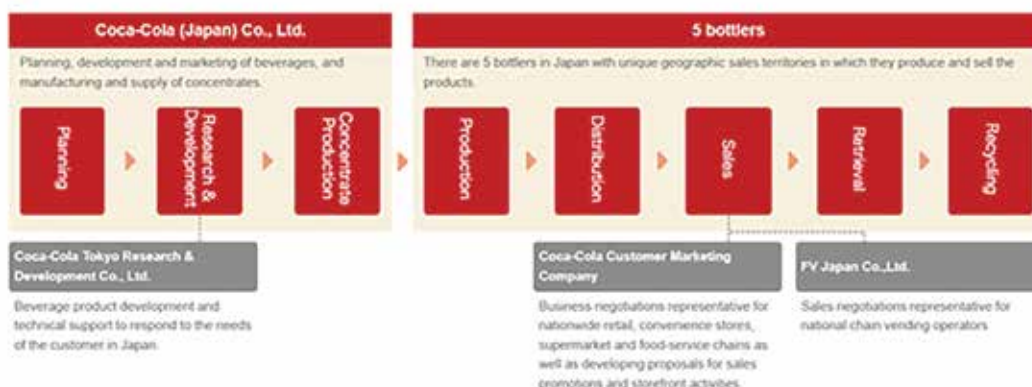 Coca-Cola (Japan) Co., Ltd.
Planning, development and marketing of beverages, and
manufacturing and supply of concentrates.
Planning
Research &
Development
Concentrate
Production
5 bottlers
There are 5 bottlers in Japan with unique geographic sales territories in which they produce and sell the
products.
Production
Distribution
Sales
Retrieval
Recycling
Coca-Cola Tokyo Research &
Development Co., Ltd.
Beverage product development and
technical support to respond to the needs
of the customer in Japan.
Coca-Cola Customer Marketing
Company
Business negotiations representative for
nationwide retail, convenience stores,
supermarket and food-service chains as
well as developing proposals for sales
promotions and storefront activities.
FV Japan Co.,Ltd.
Sales negotiations representative for
national chain vending operators